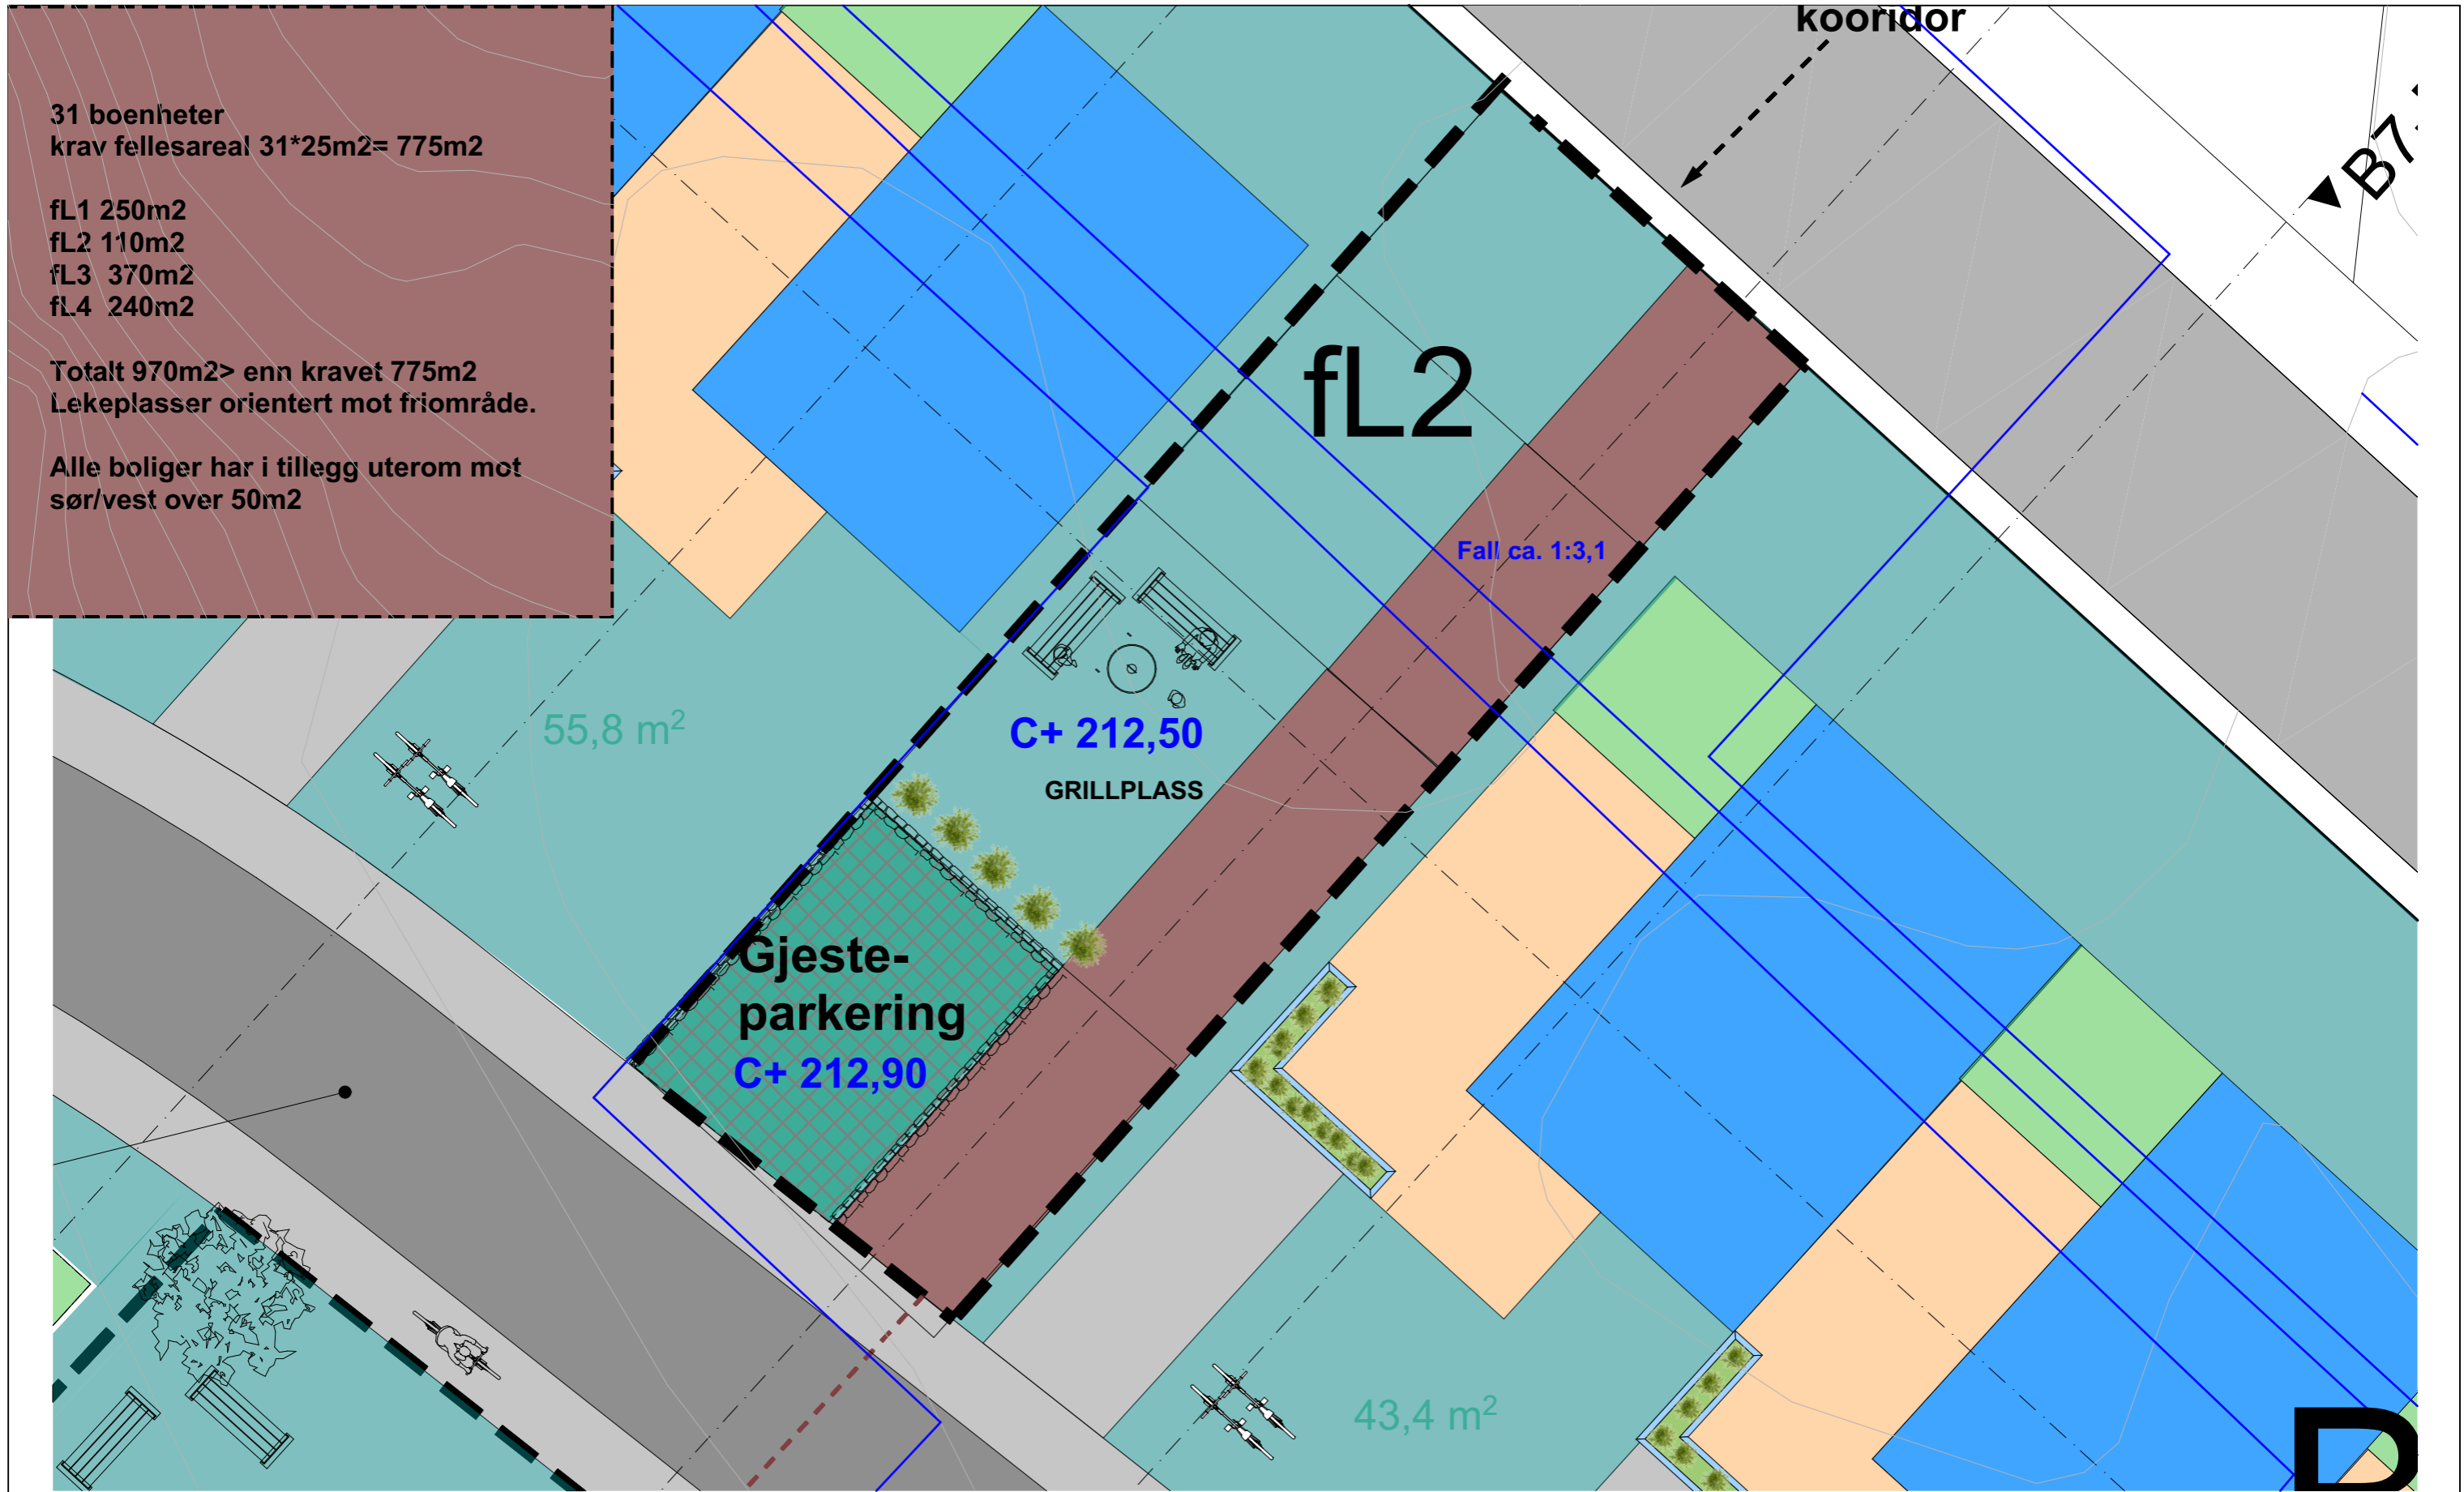 31 boenheter
krav fellesareal 31*25m2= 775m2
fL1 250m2
fL2 110m2
fL3 370m2
fL4 240m2
Totalt 970m2> enn kravet 775m2
Lekeplasser orientert mot friområde.
Alle boliger har i tillegg uterom mot
sør/vest over 50m2
kooridor
fL2
Fall ca. 1:3,1
55,8 m²
C+ 212,50
GRILLPLASS
Gjeste-
parkering
C+ 212,90
43,4 m²